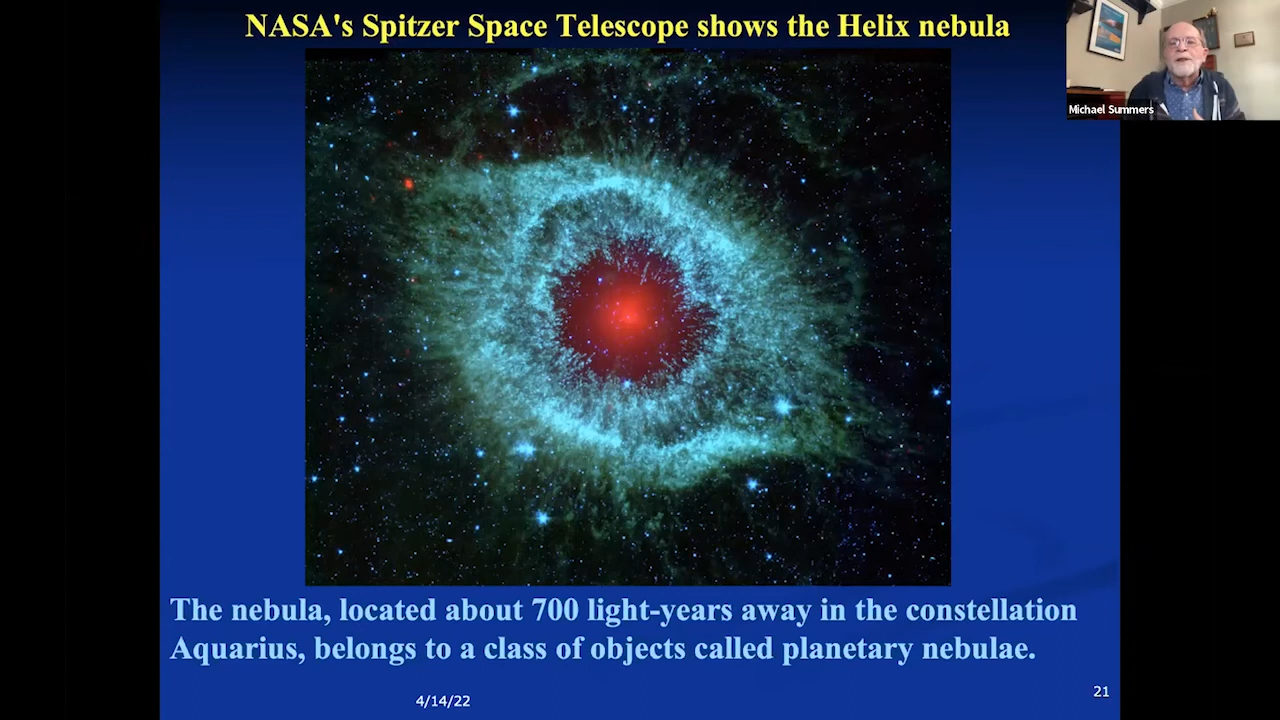 NASA's Spitzer Space Telescope shows the Helix nebula
Michael Summers
The nebula, located about 700 light-years away in the constellation
Aquarius, belongs to a class of objects called planetary nebulae.
4/14/22
21